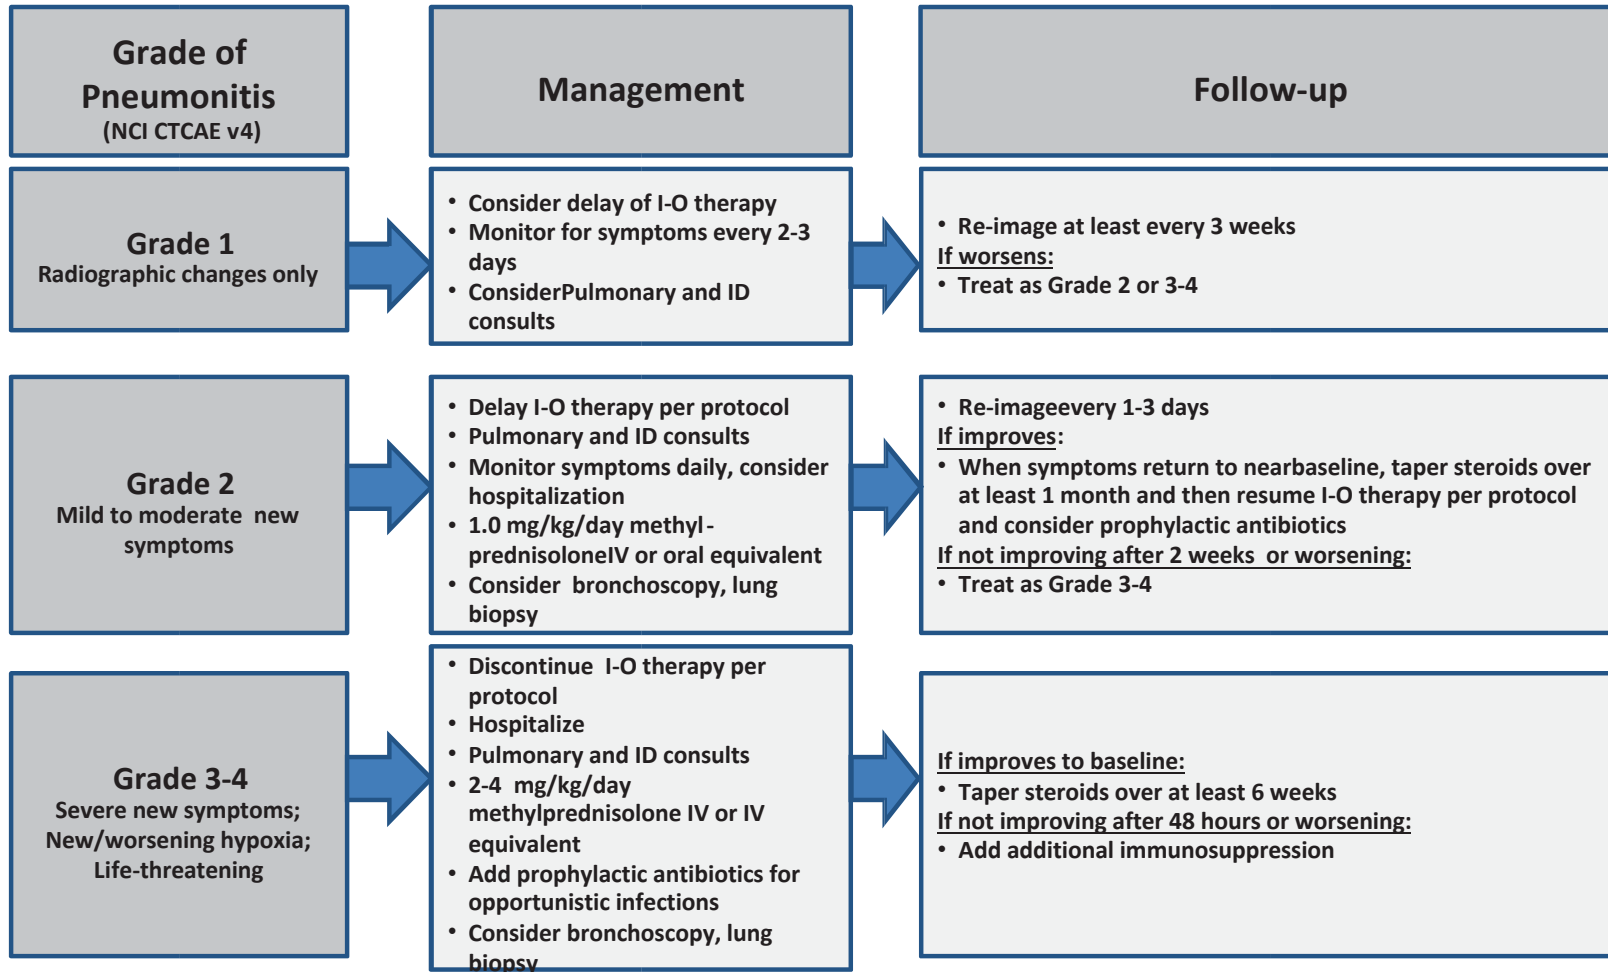 Grade of
Pneumonitis
(NCI CTCAE v4)
Management
Follow-up
Grade 1
Radiographic changes only
• Consider delay of I-O therapy
• Monitor for symptoms every 2-3
days
• ConsiderPulmonary and ID
consults
• Re-image at least every 3 weeks
If worsens:
• Treat as Grade 2 or 3-4
Grade 2
Mild to moderate new
symptoms
• Delay I-O therapy per protocol
• Pulmonary and ID consults
• Monitor symptoms daily, consider
hospitalization
• 1.0 mg/kg/day methyl-
prednisoloneIV or oral equivalent
• Consider bronchoscopy, lung
biopsy
• Re-imageevery 1-3 days
If improves:
• When symptoms return to nearbaseline, taper steroids over
at least 1 month and then resume I-O therapy per protocol
and consider prophylactic antibiotics
If not improving after 2 weeks or worsening:
• Treat as Grade 3-4
Grade 3-4
Severe new symptoms;
New/worsening hypoxia;
Life-threatening
• Discontinue I-O therapy per
protocol
• Hospitalize
• Pulmonary and ID consults
• 2-4 mg/kg/day
methylprednisolone IV or IV
equivalent
• Add prophylactic antibiotics for
opportunistic infections
• Consider bronchoscopy, lung
biopsy
If improves to baseline:
• Taper steroids over at least 6 weeks
If not improving after 48 hours or worsening:
• Add additional immunosuppression